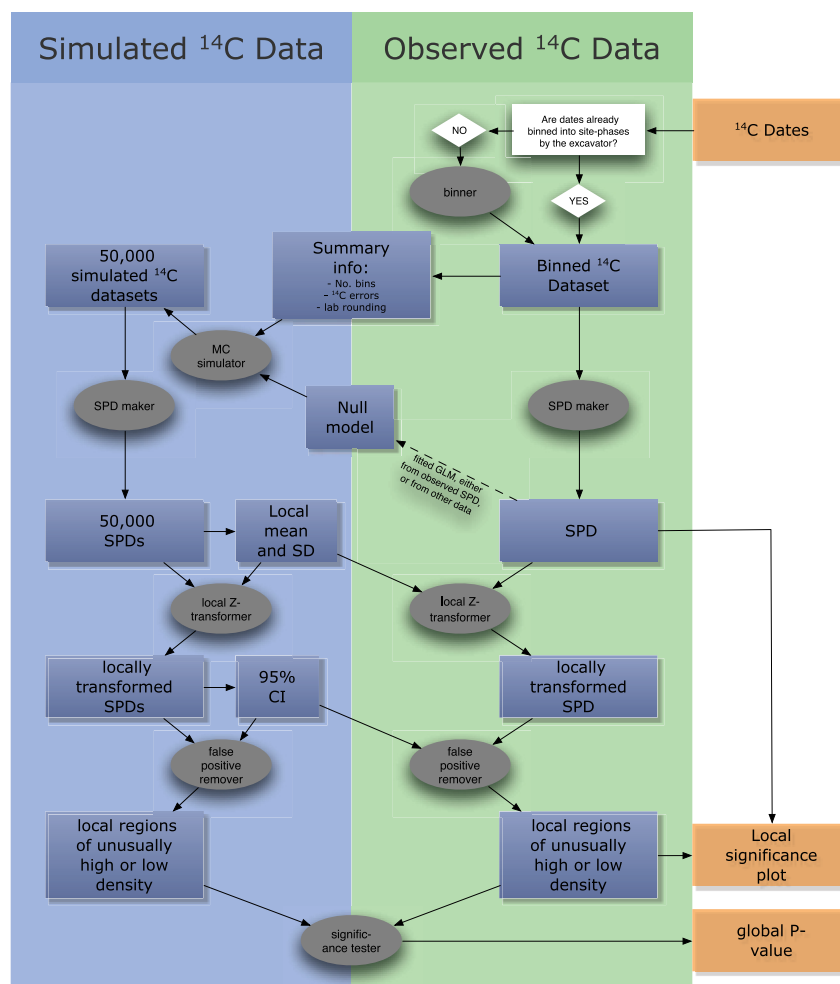 Simulated ¹⁴C Data
Observed ¹⁴C Data
¹⁴C Dates
Are dates already
binned into site-phases
by the excavator?
NO
YES
binner
50,000
simulated ¹⁴C
datasets
Summary
info:
- No. bins
- ¹⁴C errors
- lab rounding
Binned ¹⁴C
Dataset
MC
simulator
SPD maker
Null
model
SPD maker
fitted GLM, either
from observed SPD,
or from other data
50,000
SPDs
Local
mean
and SD
SPD
local Z-
transformer
local Z-
transformer
locally
transformed
SPDs
95%
CI
locally
transformed
SPD
false
positive
remover
false
positive
remover
local regions
of unusually
high or low
density
local regions
of unusually
high or low
density
Local
significance
plot
signific-
ance tester
global P-
value